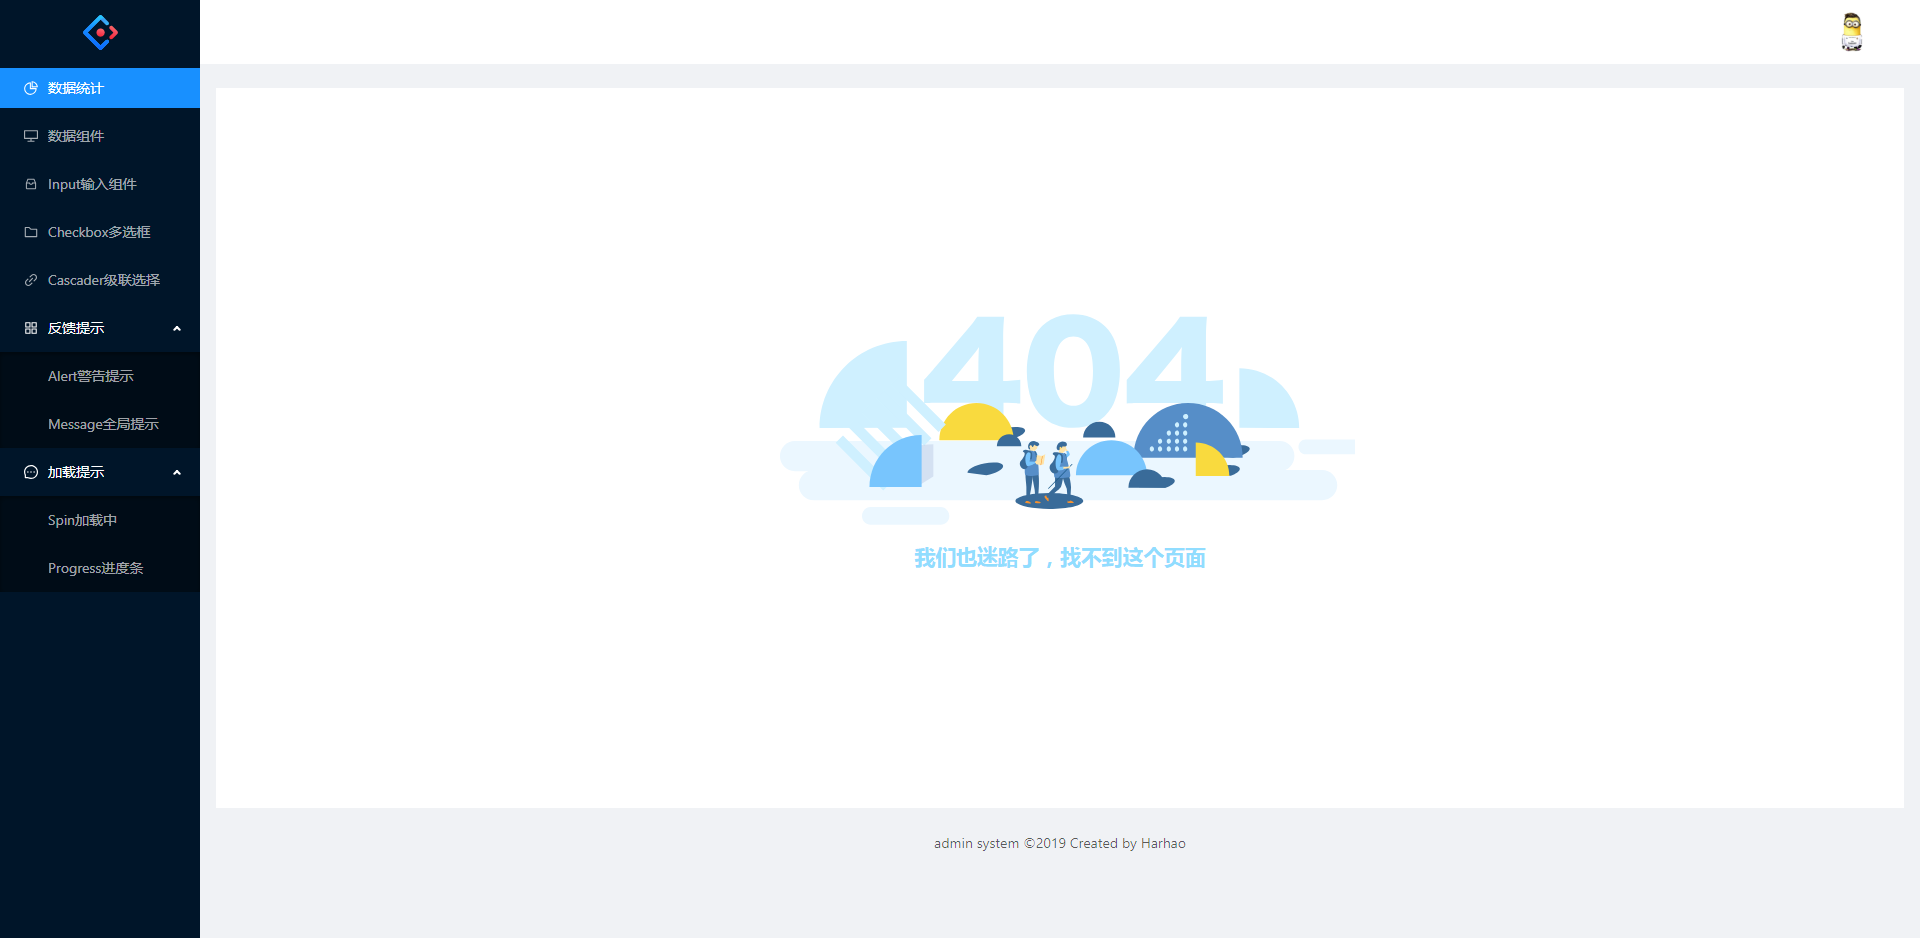 数据统计
数据组件
Input输入组件
Checkbox多选框
Cascader级联选择
反馈提示
Alert警告提示
Message全局提示
加载提示
Spin加载中
Progress进度条
404
我们也迷路了，找不到这个页面
admin system ©2019 Created by Harhao